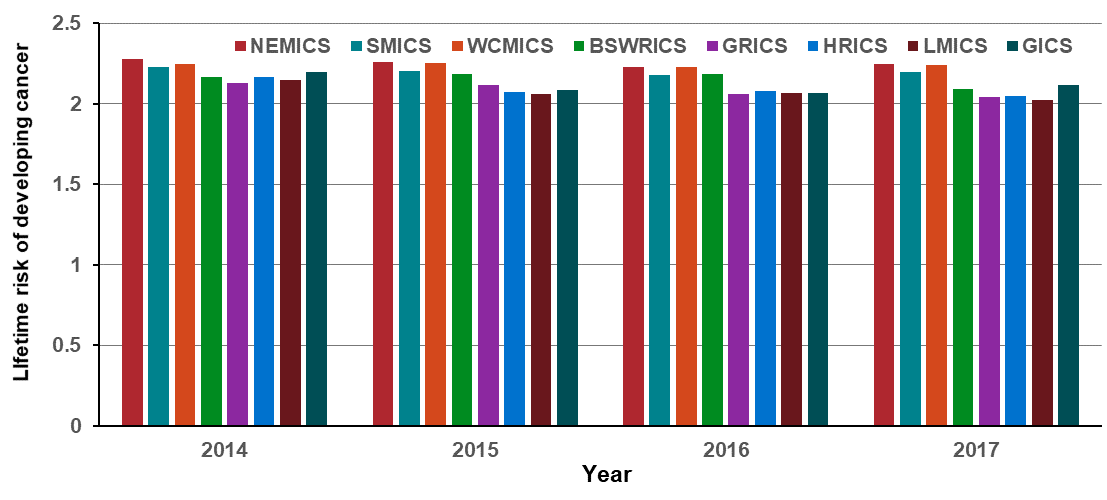 2.5
NEMICS SMICS WCMICS BSWRICS GRICS HRICS LMICS GICS
2
1.5
1
0.5
0
Lifetime risk of developing cancer
2014 2015 2016 2017
Year